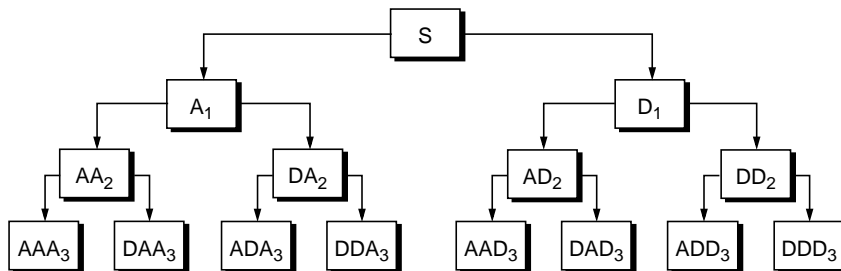 S
A₁ D₁
AA₂ DA₂ AD₂ DD₂
AAA₃ DAA₃ ADA₃ DDA₃ AAD₃ DAD₃ ADD₃ DDD₃